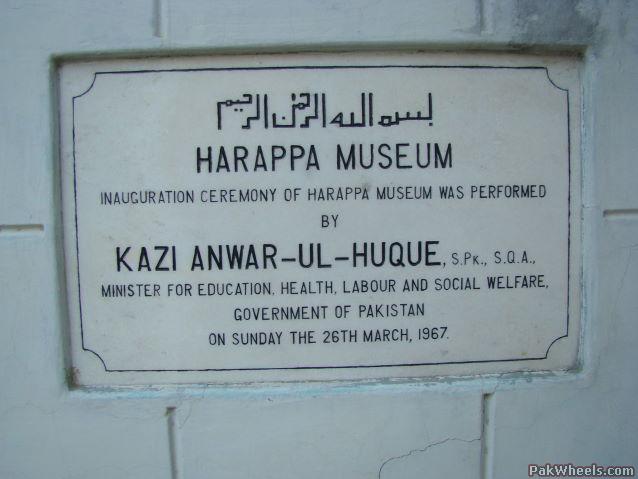 بسم الله الرحمن الرحيم
HARAPPA MUSEUM
INAUGURATION CEREMONY OF HARAPPA MUSEUM WAS PERFORMED
BY
KAZI ANWAR-UL-HUQUE, S.PK., S.Q.A.,
MINISTER FOR EDUCATION, HEALTH, LABOUR AND SOCIAL WELFARE,
GOVERNMENT OF PAKISTAN
ON SUNDAY THE 26TH MARCH, 1967.
PakWheels.com